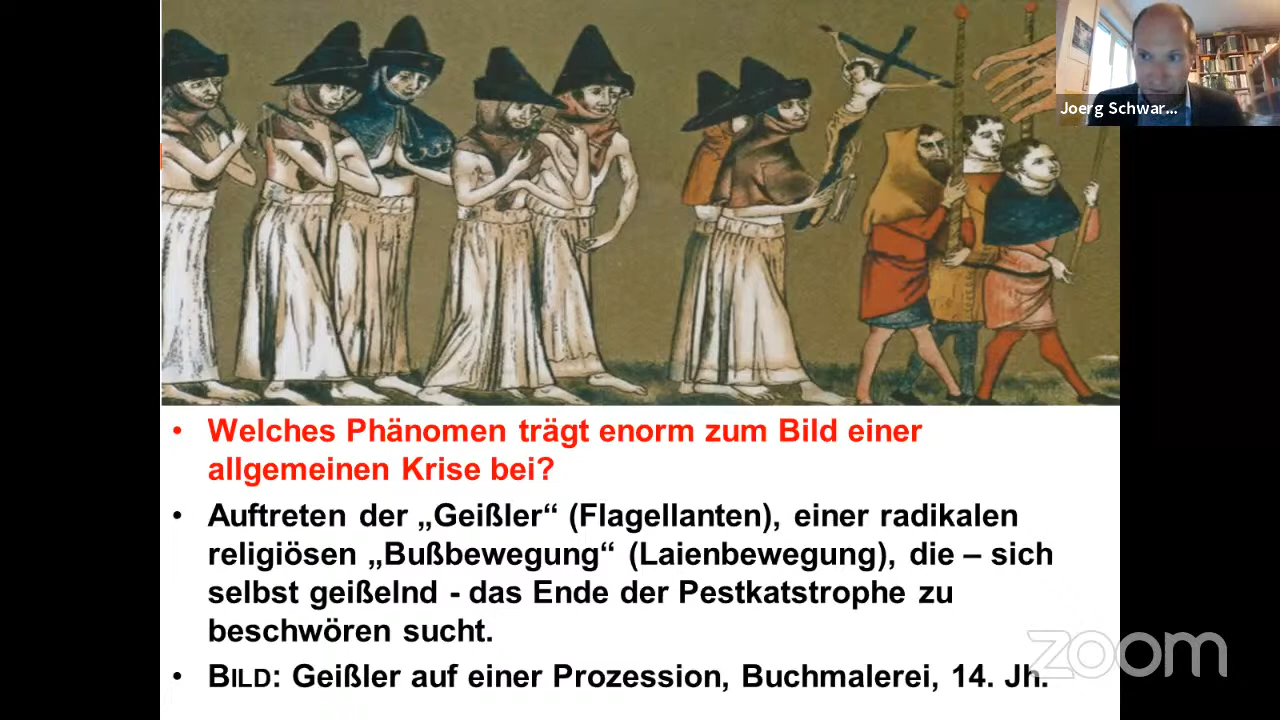 Joerg Schwar...
• Welches Phänomen trägt enorm zum Bild einer
allgemeinen Krise bei?
• Auftreten der „Geißler“ (Flagellanten), einer radikalen
religiösen „Bußbewegung“ (Laienbewegung), die – sich
selbst geißelnd - das Ende der Pestkatstrophe zu
beschwören sucht.
• BILD: Geißler auf einer Prozession, Buchmalerei, 14. Jh.
zoom